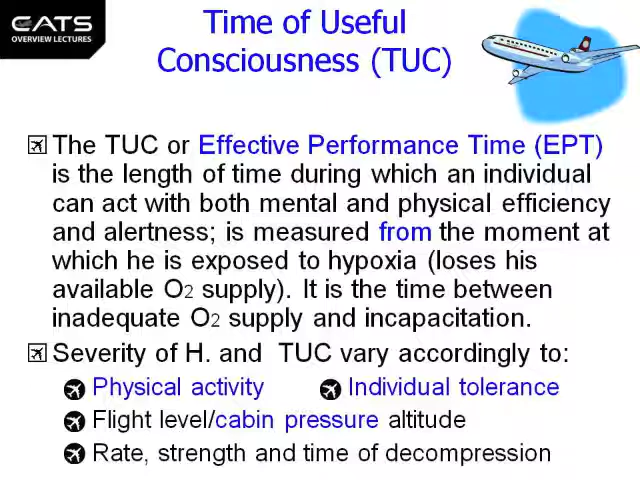 CATS
OVERVIEW LECTURES
Time of Useful
Consciousness (TUC)
The TUC or Effective Performance Time (EPT)
is the length of time during which an individual
can act with both mental and physical efficiency
and alertness; is measured from the moment at
which he is exposed to hypoxia (loses his
available O2 supply). It is the time between
inadequate O2 supply and incapacitation.
Severity of H. and TUC vary accordingly to:
Physical activity Individual tolerance
Flight level/cabin pressure altitude
Rate, strength and time of decompression